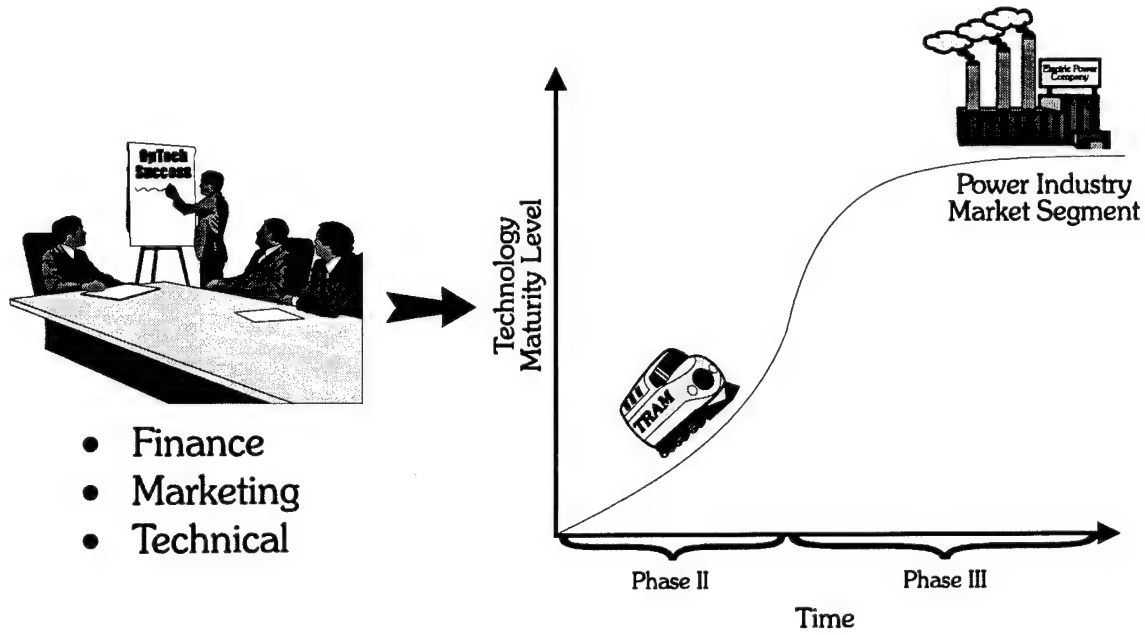 OpTech
Success
• Finance
• Marketing
• Technical
Technology
Maturity Level
TRAM
Electric Power
Company
Power Industry
Market Segment
Phase II
Phase III
Time